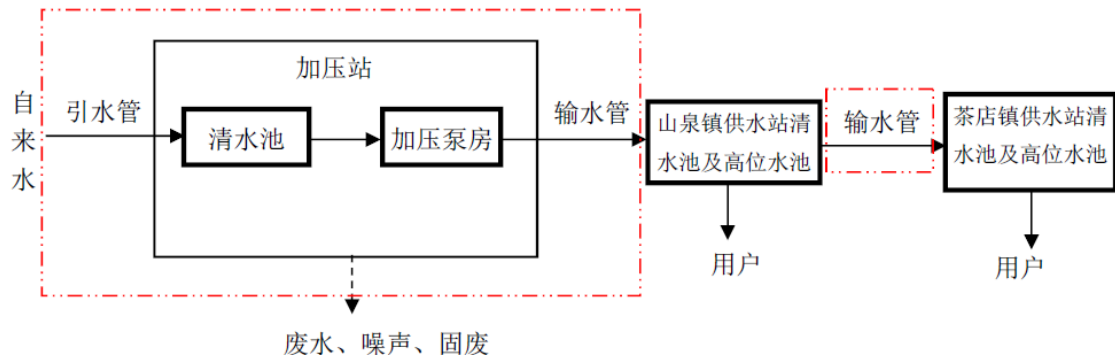 加压站
自来水
引水管
清水池
加压泵房
输水管
山泉镇供水站清
水池及高位水池
输水管
茶店镇供水站清
水池及高位水池
用户
用户
废水、噪声、固废